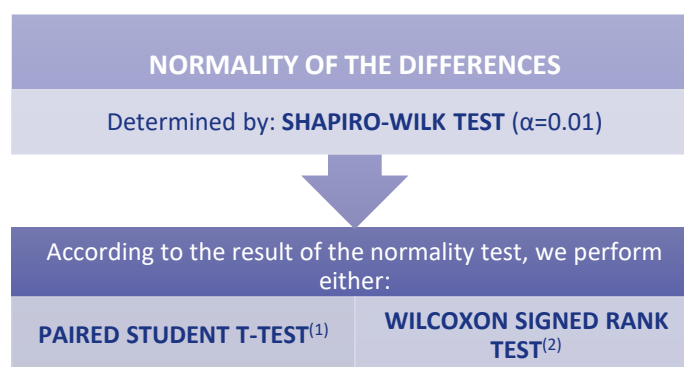 NORMALITY OF THE DIFFERENCES
Determined by: SHAPIRO-WILK TEST (α=0.01)
According to the result of the normality test, we perform
either:
PAIRED STUDENT T-TEST(1)
WILCOXON SIGNED RANK
TEST(2)